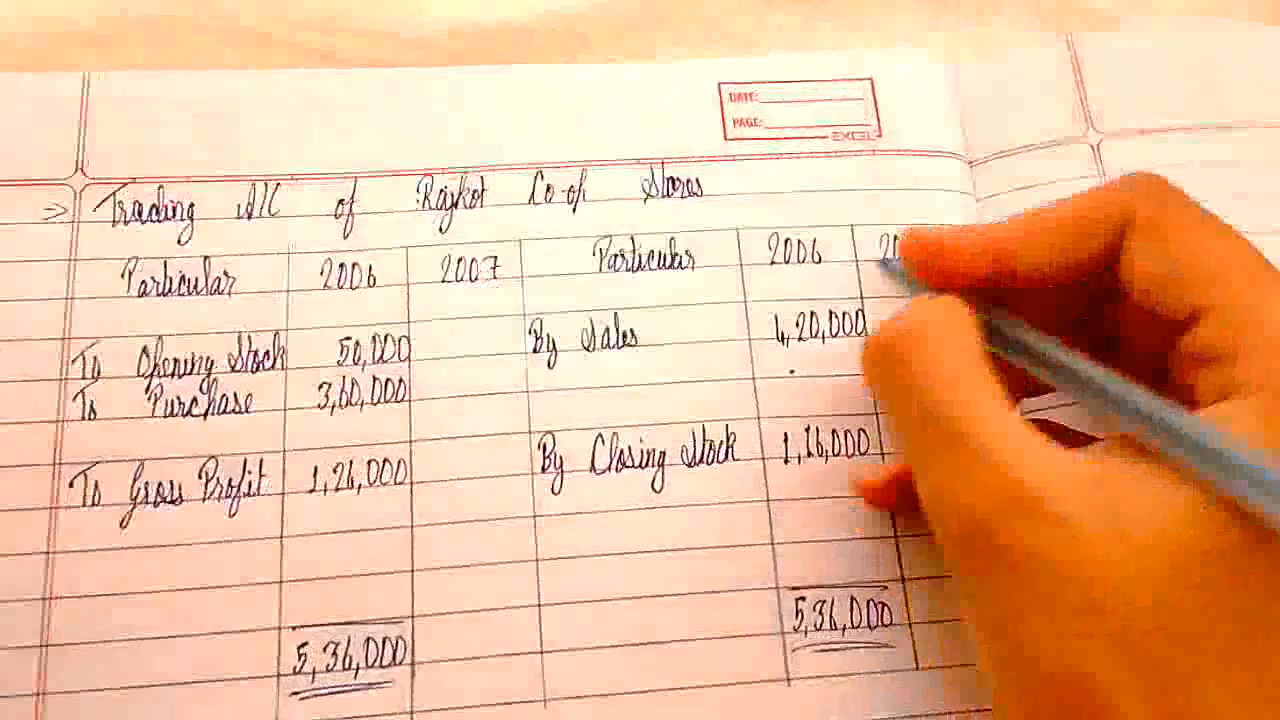 DATE:
PAGE:
EXCEL
=> Trading A/C of Rajkot Co-op Stores
Particular 2006 2007 Particular 2006 20
To Opening Stock 50,000 By Sales 4,20,000
To Purchase 3,60,000
To Gross Profit 1,26,000 By Closing Stock 1,16,000
5,36,000 5,36,000